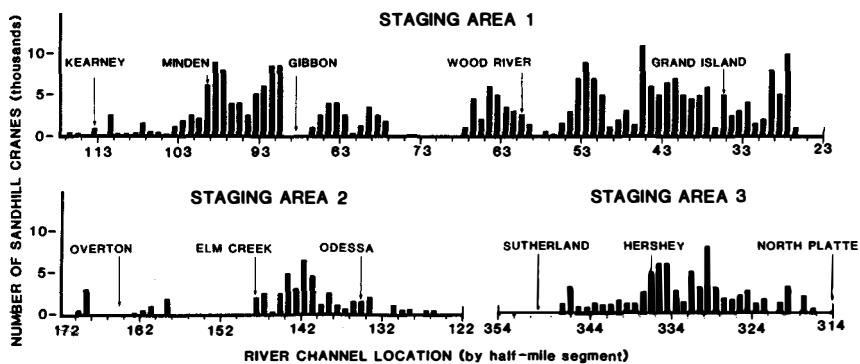 STAGING AREA 1
NUMBER OF SANDHILL CRANES (thousands)
10
5
0
KEARNEY
MINDEN
GIBBON
WOOD RIVER
GRAND ISLAND
113 103 93 83 73 63 53 43 33 23
STAGING AREA 2
10
5
0
OVERTON
ELM CREEK
ODESSA
172 162 152 142 132 122
STAGING AREA 3
SUTHERLAND
HERSHEY
NORTH PLATTE
354 344 334 324 314
RIVER CHANNEL LOCATION (by half-mile segment)